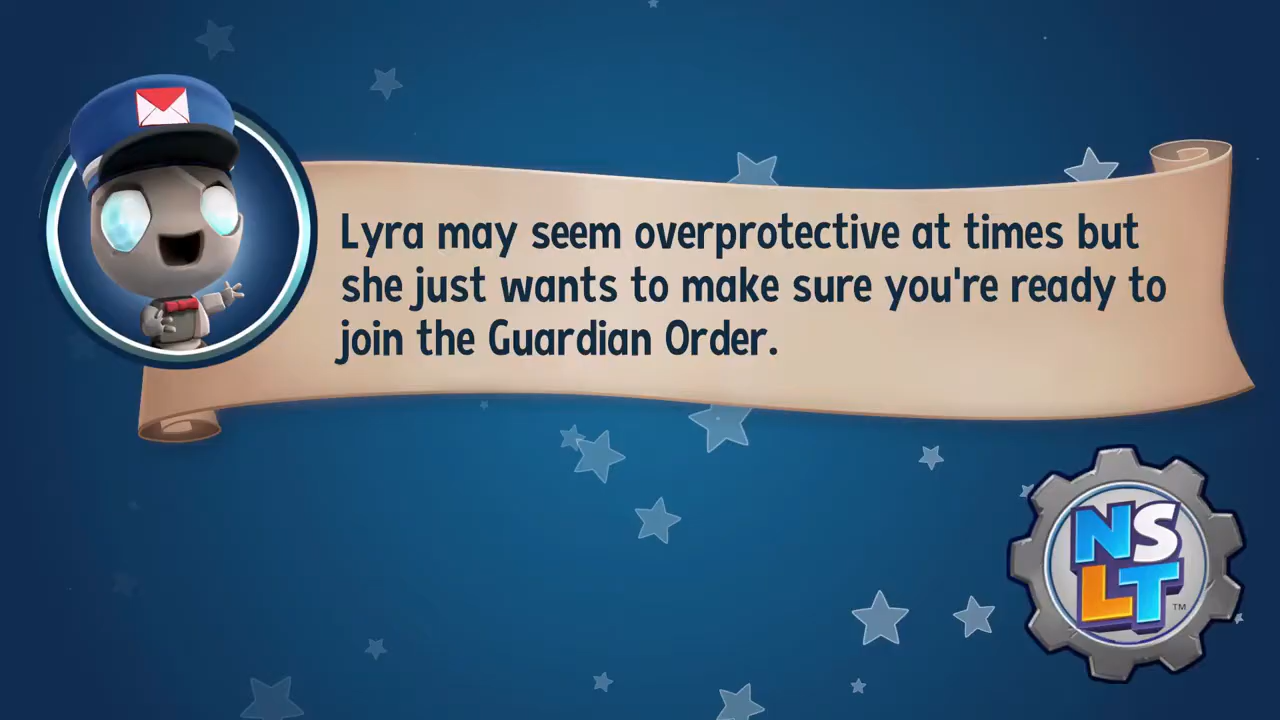 Lyra may seem overprotective at times but
she just wants to make sure you're ready to
join the Guardian Order.
NS
LT
TM